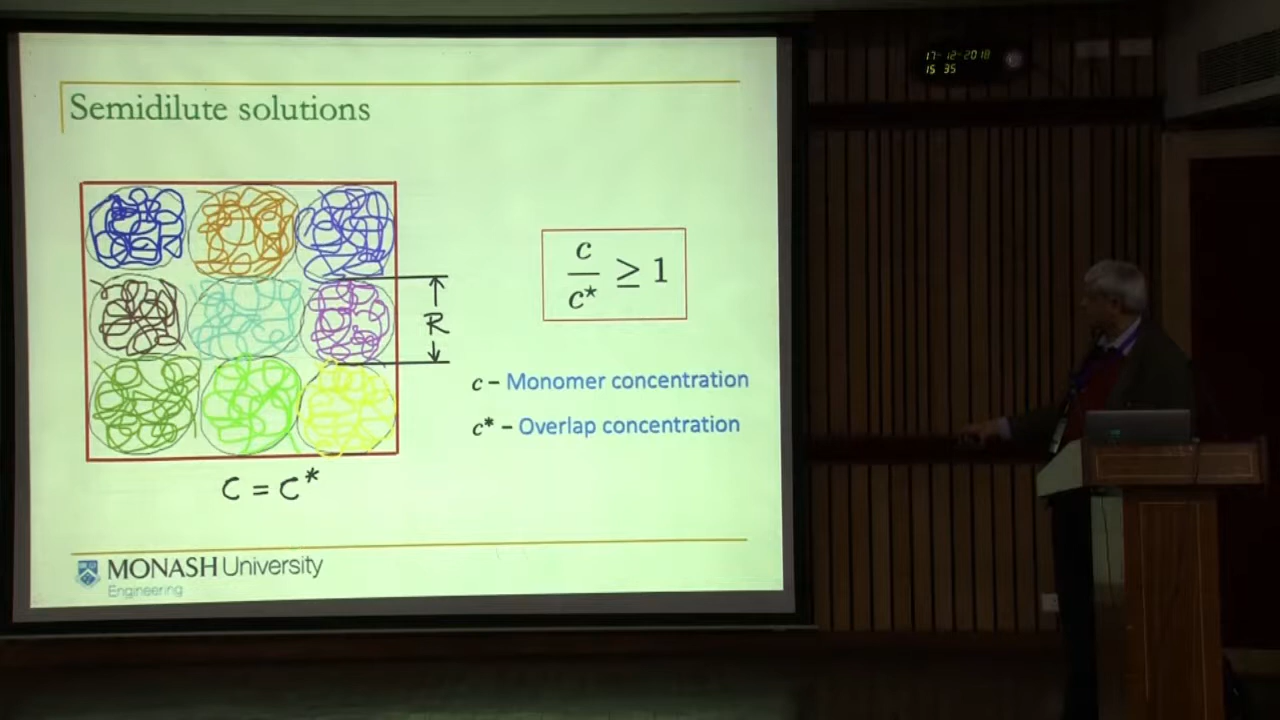 17-12-2018
15 35
Semidilute solutions
R
c/c* ≥ 1
c – Monomer concentration
c* – Overlap concentration
C = C*
MONASH University
Engineering